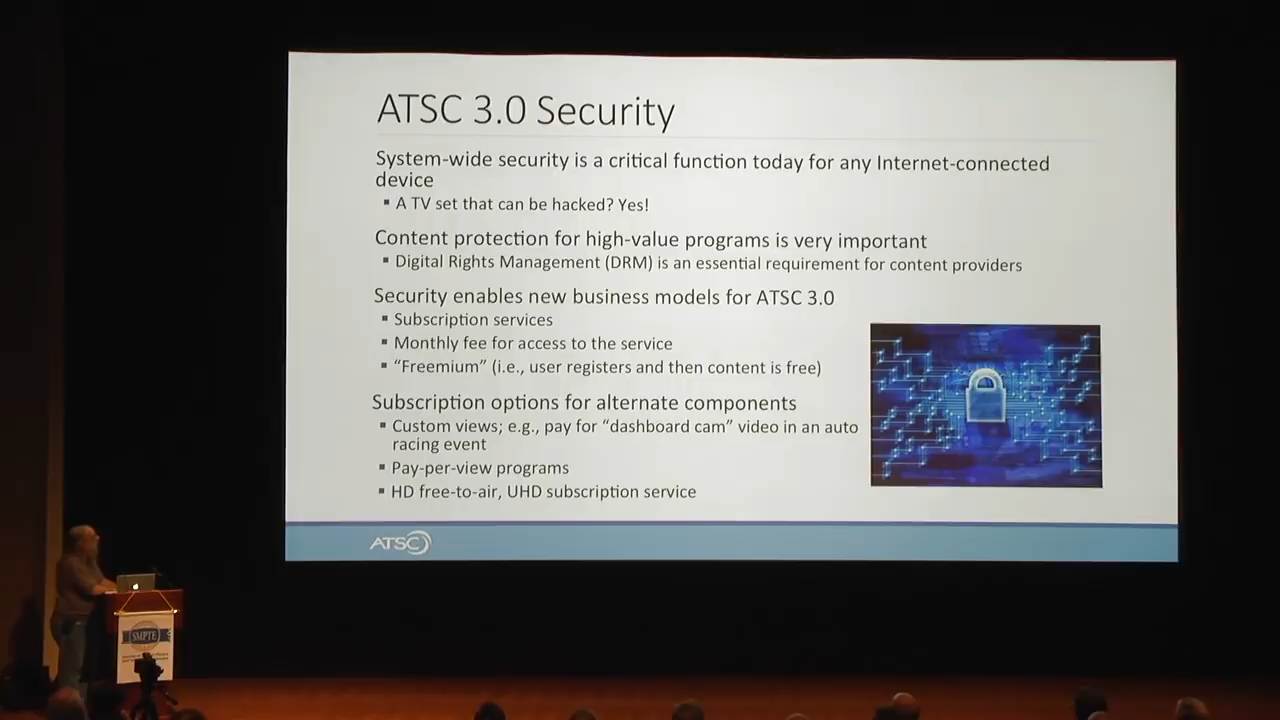 ATSC 3.0 Security
System-wide security is a critical function today for any Internet-connected
device
▪ A TV set that can be hacked? Yes!
Content protection for high-value programs is very important
▪ Digital Rights Management (DRM) is an essential requirement for content providers
Security enables new business models for ATSC 3.0
▪ Subscription services
▪ Monthly fee for access to the service
▪ “Freemium” (i.e., user registers and then content is free)
Subscription options for alternate components
▪ Custom views; e.g., pay for “dashboard cam” video in an auto
racing event
▪ Pay-per-view programs
▪ HD free-to-air, UHD subscription service
ATSC
SMPTE